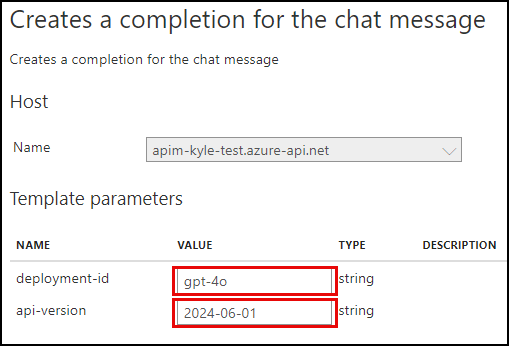 Creates a completion for the chat message
Creates a completion for the chat message
Host
Name apim-kyle-test.azure-api.net
Template parameters
NAME VALUE TYPE DESCRIPTION
deployment-id gpt-4o string
api-version 2024-06-01 string